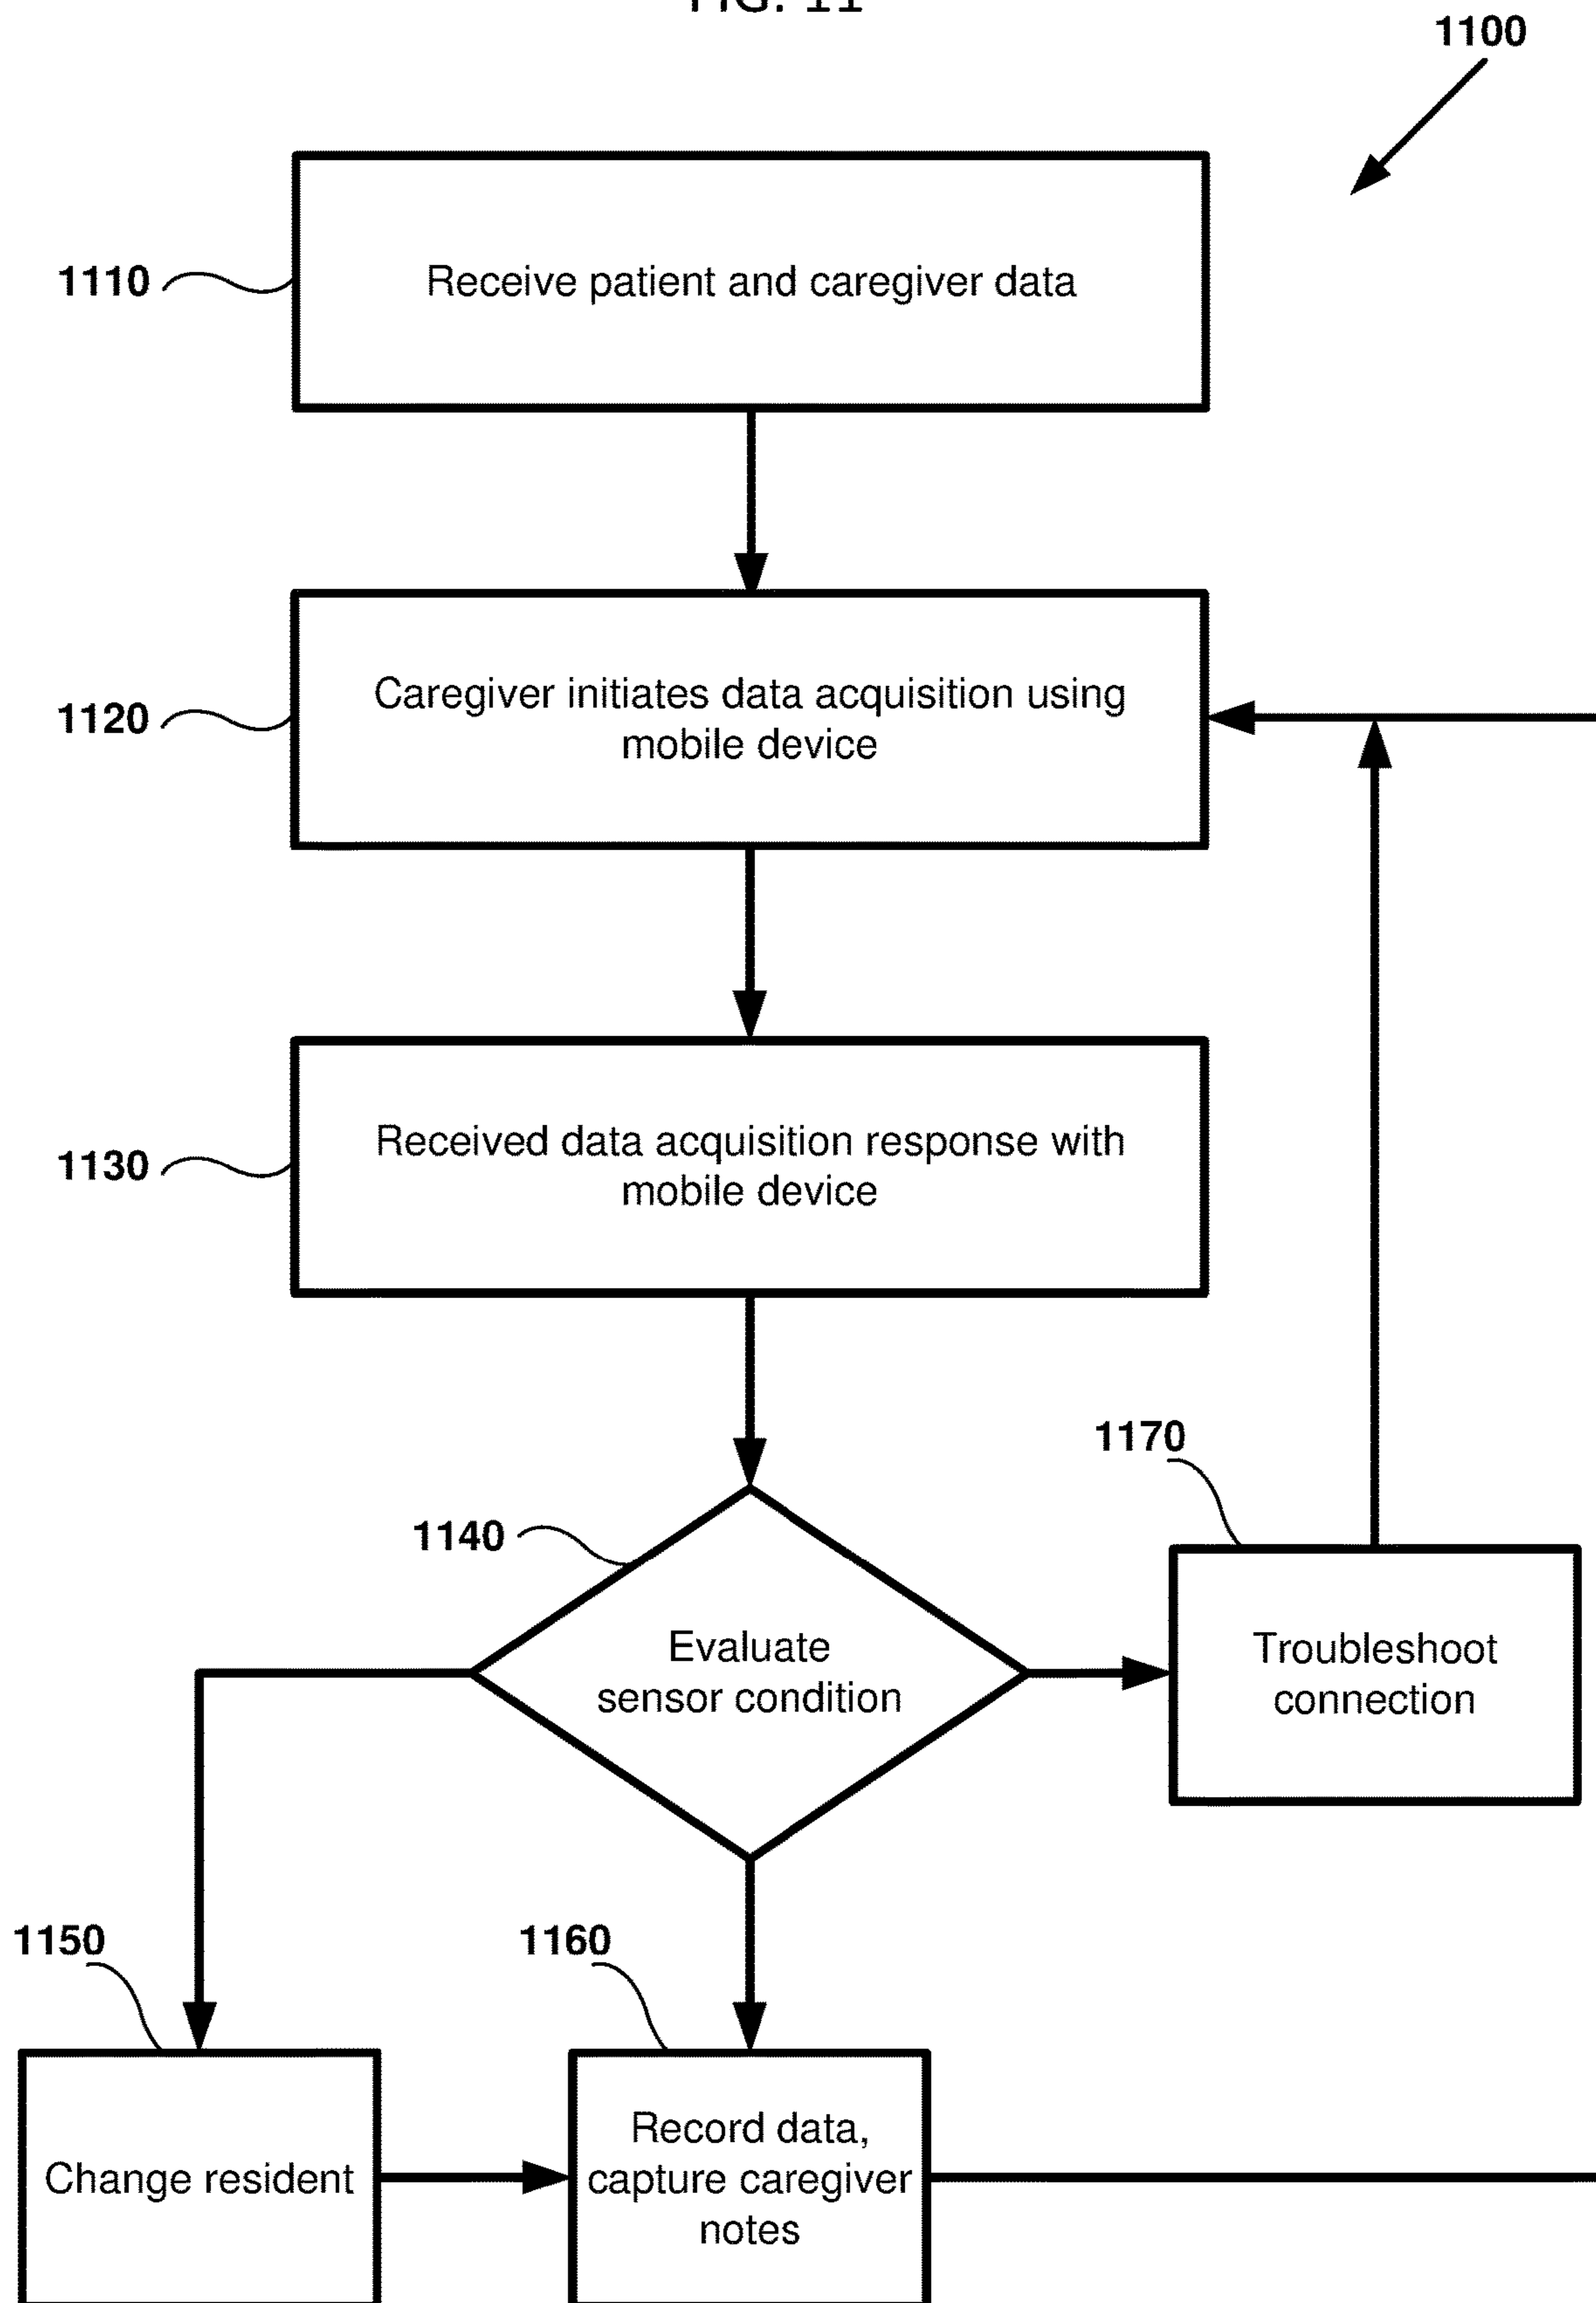 FIG. 11
1100
1110
Receive patient and caregiver data
1120
Caregiver initiates data acquisition using
mobile device
1130
Received data acquisition response with
mobile device
1170
1140
Evaluate
sensor condition
Troubleshoot
connection
1150
1160
Change resident
Record data,
capture caregiver
notes